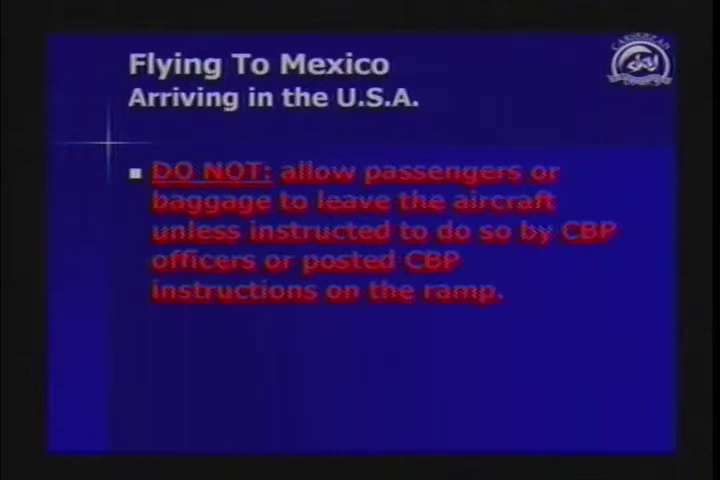 CARIBBEAN
Flying To Mexico
Arriving in the U.S.A.
DO NOT: allow passengers or
baggage to leave the aircraft
unless instructed to do so by CBP
officers or posted CBP
instructions on the ramp.